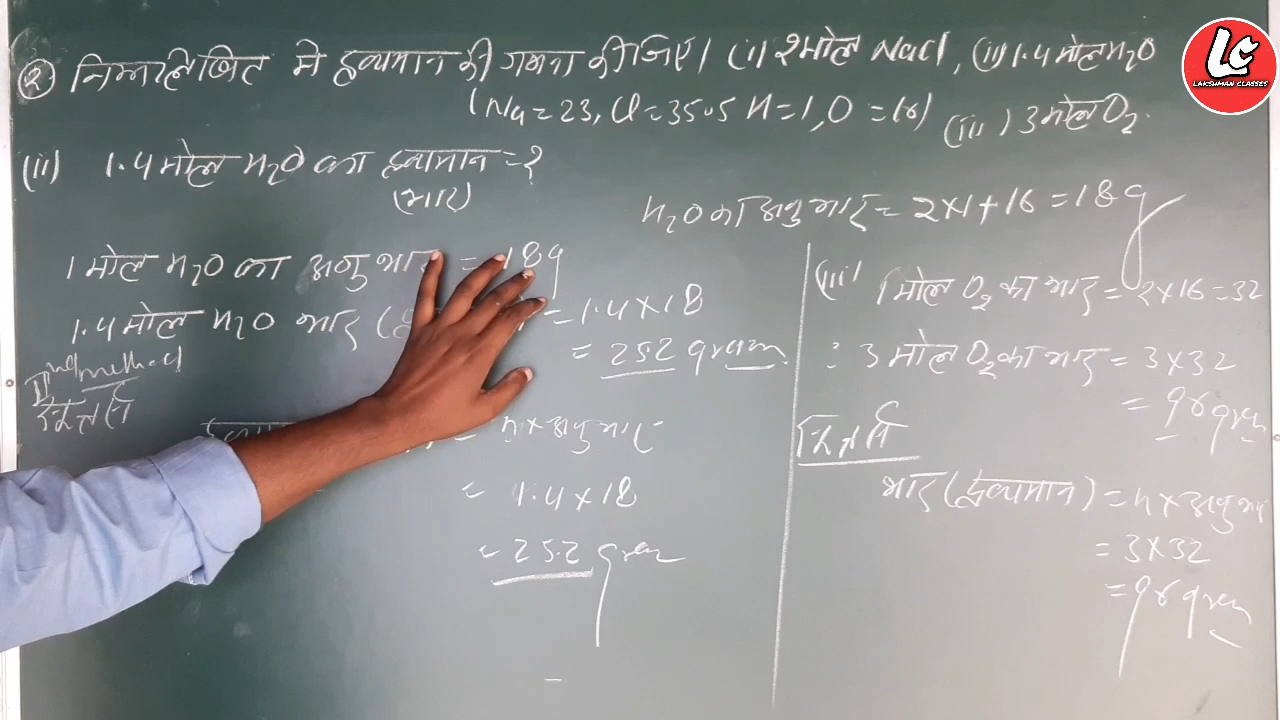 LC
LAKSHMAN CLASSES
② निम्नलिखित मे द्रव्यमान की गणना कीजिए। (i) 2 मोल NaCl, (ii) 1.4 मोल H₂O
(Na = 23, Cl = 35.5 H = 1, O = 16) (iii) 3 मोल O₂.
(ii) 1.4 मोल H₂O का द्रव्यमान = ?
(भार)
H₂O का अणुभार = 2×1+16 = 18g
1 मोल H₂O का अणुभार = 18g
1.4 मोल H₂O भार ( = 1.4 × 18
= 25.2 gram
IInd method
= n × अणुभार
= 1.4 × 18
= 25.2 gram
(iii) 1 मोल O₂ का भार = 2×16 = 32
∴ 3 मोल O₂ का भार = 3 × 32
= 96 gram
भार (द्रव्यमान) = n × अणुभार
= 3 × 32
= 96 gram